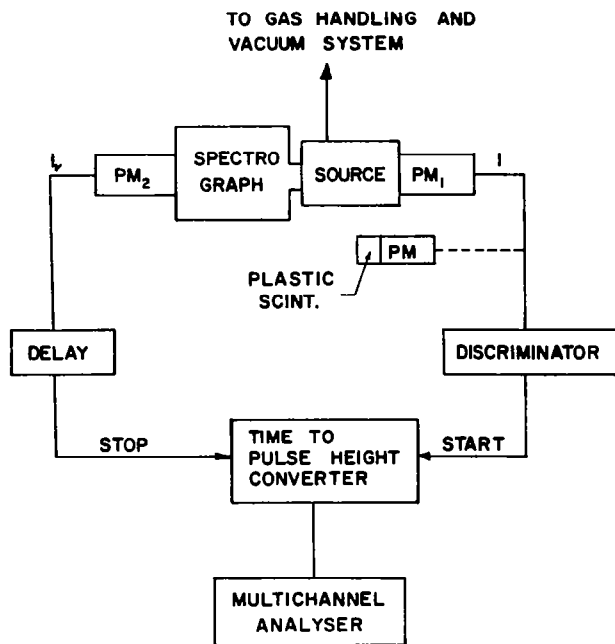 TO GAS HANDLING AND
VACUUM SYSTEM
Iν
PM2
SPECTRO
GRAPH
SOURCE
PM1
I
PM
PLASTIC
SCINT.
DELAY
DISCRIMINATOR
STOP
TIME TO
PULSE HEIGHT
CONVERTER
START
MULTICHANNEL
ANALYSER